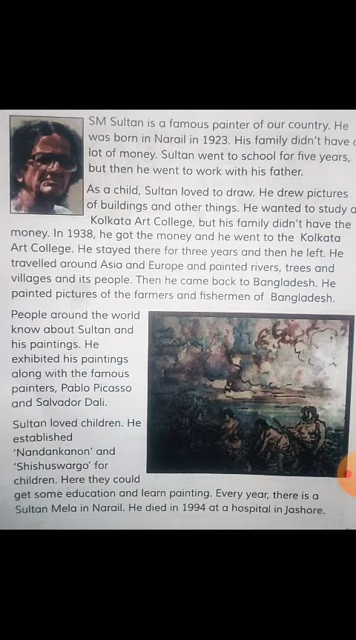 SM Sultan is a famous painter of our country. He
was born in Narail in 1923. His family didn't have
lot of money. Sultan went to school for five years,
but then he went to work with his father.
As a child, Sultan loved to draw. He drew pictures
of buildings and other things. He wanted to study a
Kolkata Art College, but his family didn't have the
money. In 1938, he got the money and he went to the Kolkata
Art College. He stayed there for three years and then he left. He
travelled around Asia and Europe and painted rivers, trees and
villages and its people. Then he came back to Bangladesh. He
painted pictures of the farmers and fishermen of Bangladesh.
People around the world
know about Sultan and
his paintings. He
exhibited his paintings
along with the famous
painters, Pablo Picasso
and Salvador Dali.
Sultan loved children. He
established
'Nandankanon' and
'Shishuswargo' for
children. Here they could
get some education and learn painting. Every year, there is a
Sultan Mela in Narail. He died in 1994 at a hospital in Jashore.